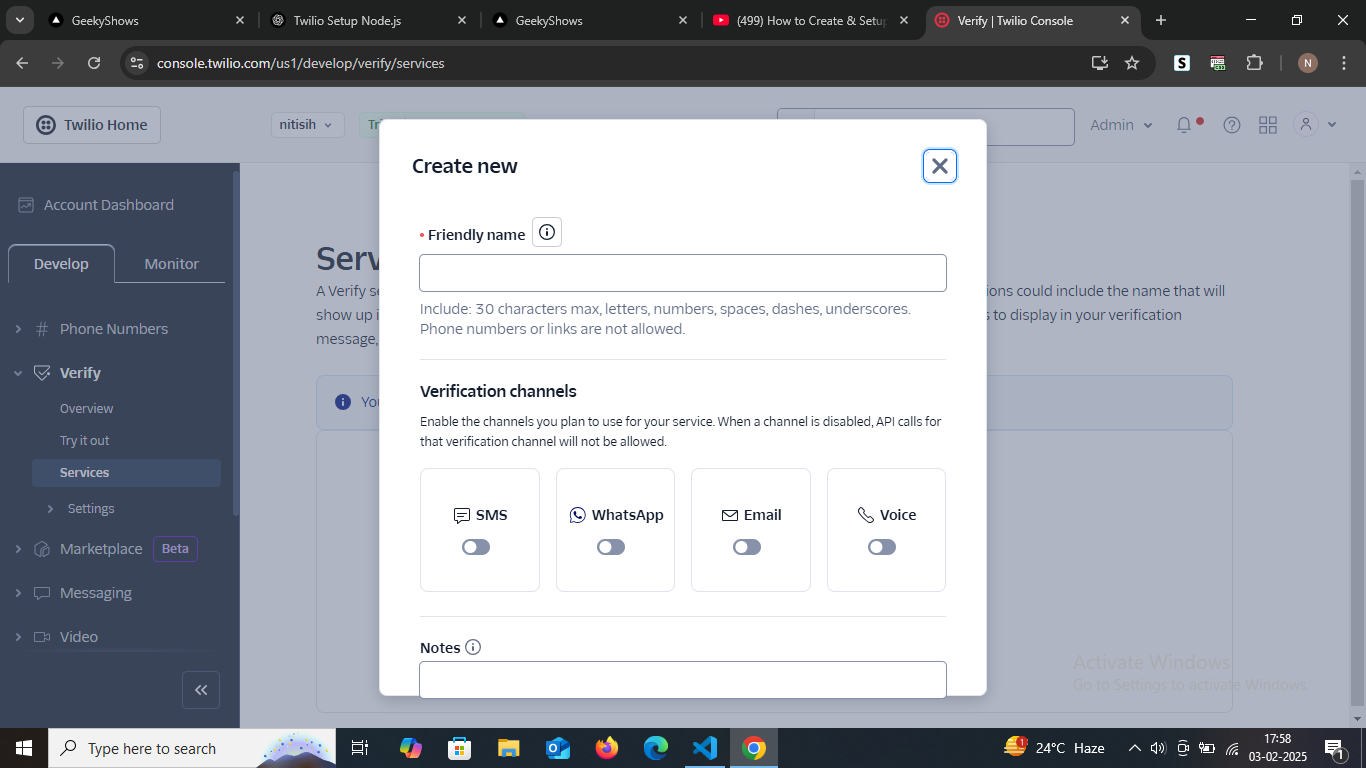 GeekyShows
Twilio Setup Node.js
GeekyShows
(499) How to Create & Setup
Verify | Twilio Console
console.twilio.com/us1/develop/verify/services
S
N
Twilio Home
nitisih
Tri
Admin
Create new
Account Dashboard
Develop
Monitor
Phone Numbers
Verify
Overview
Try it out
Services
Settings
Marketplace
Beta
Messaging
Video
Serv
A Verify se
ions could include the name that will
show up i
s to display in your verification
message,
You
• Friendly name
Include: 30 characters max, letters, numbers, spaces, dashes, underscores.
Phone numbers or links are not allowed.
Verification channels
Enable the channels you plan to use for your service. When a channel is disabled, API calls for
that verification channel will not be allowed.
SMS
WhatsApp
Email
Voice
Notes
Activate Windows
Go to Settings to activate Windows.
Type here to search
1
24°C Haze
17:58
03-02-2025
1